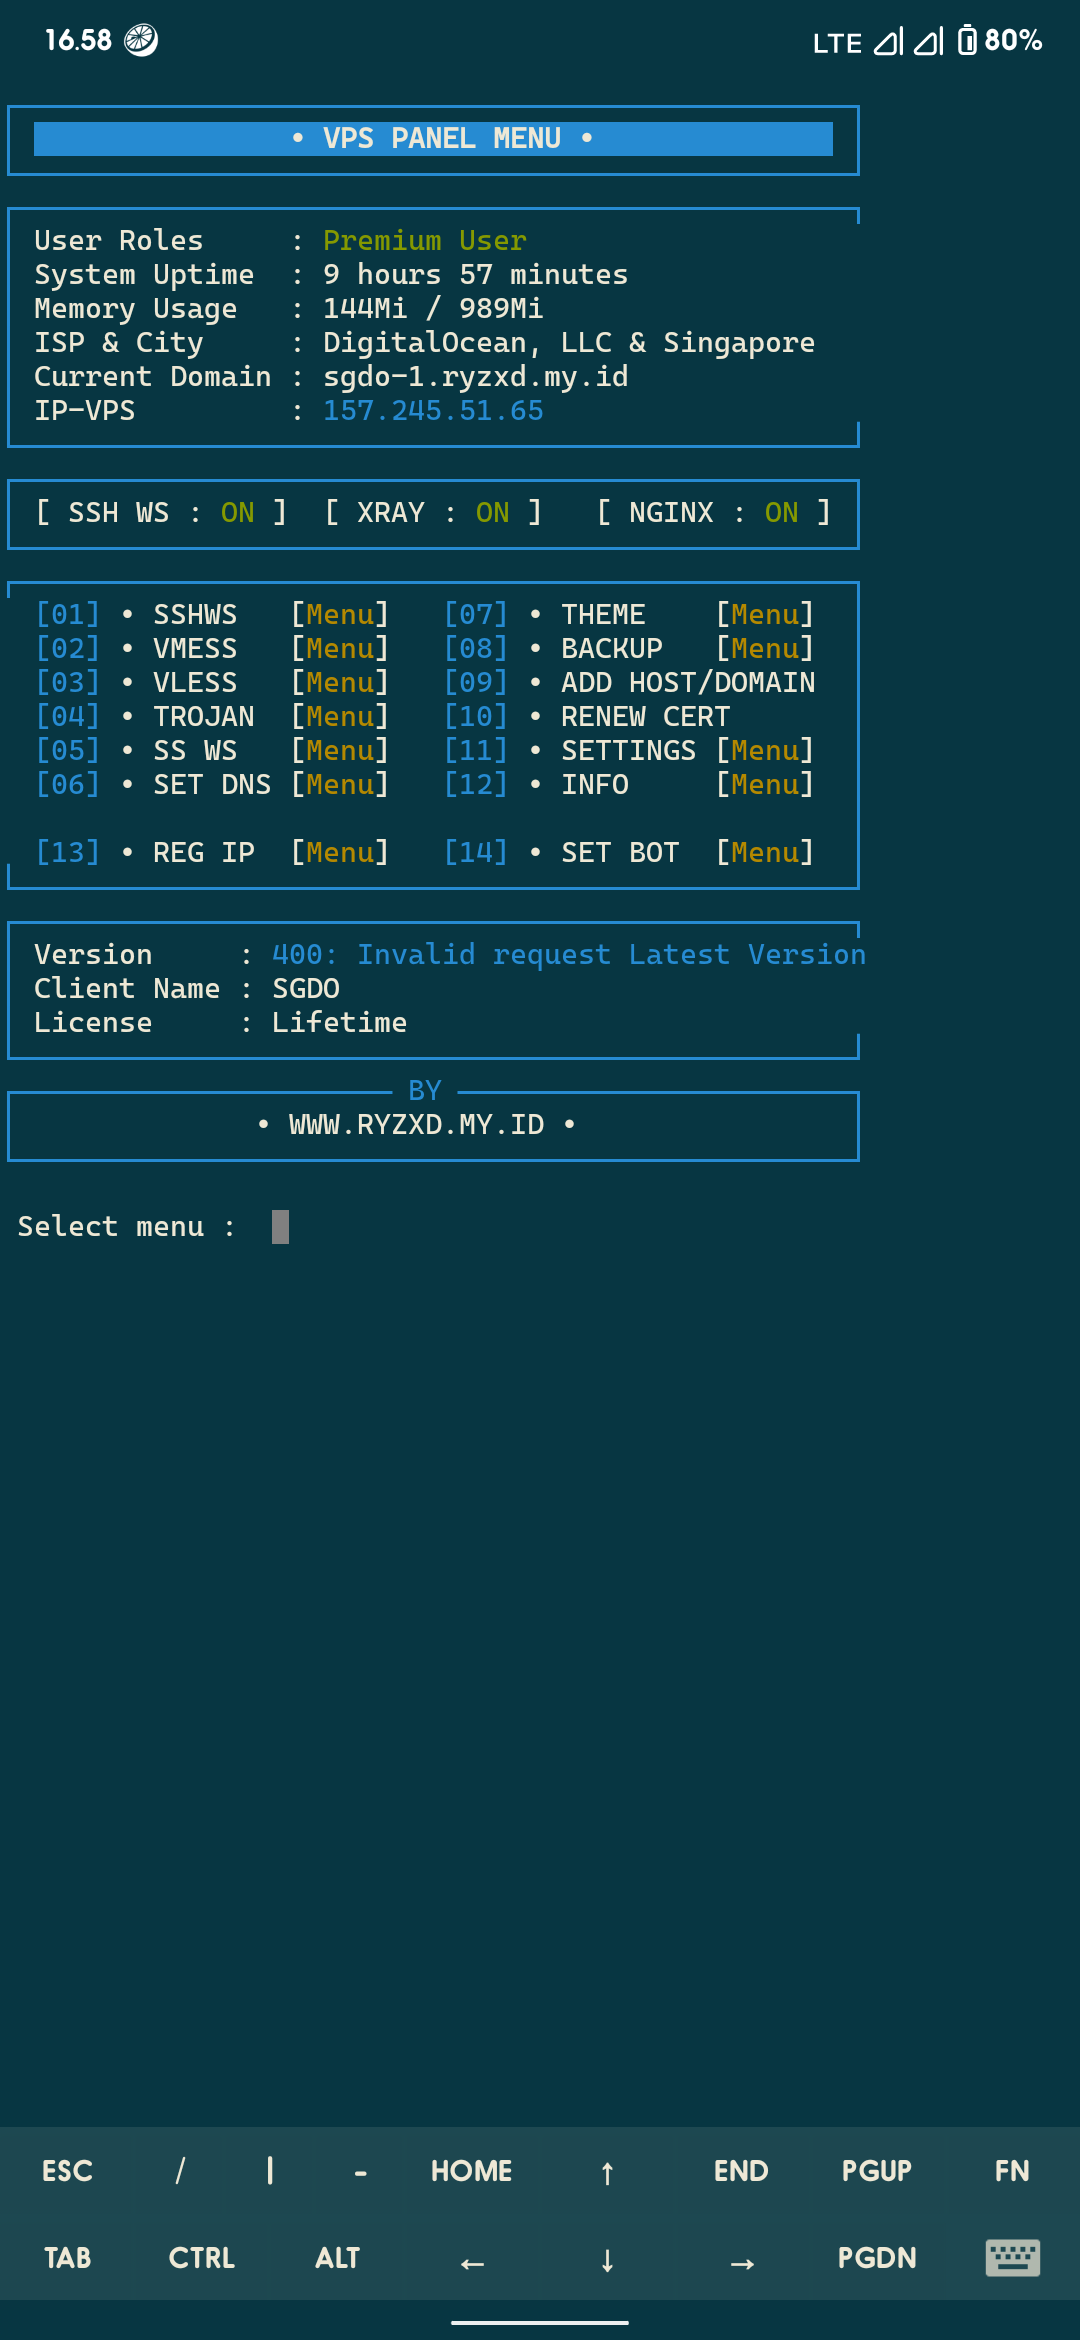 16.58 LTE 80%
• VPS PANEL MENU •
User Roles : Premium User
System Uptime : 9 hours 57 minutes
Memory Usage : 144Mi / 989Mi
ISP & City : DigitalOcean, LLC & Singapore
Current Domain : sgdo-1.ryzxd.my.id
IP-VPS : 157.245.51.65
[ SSH WS : ON ] [ XRAY : ON ] [ NGINX : ON ]
[01] • SSHWS [Menu] [07] • THEME [Menu]
[02] • VMESS [Menu] [08] • BACKUP [Menu]
[03] • VLESS [Menu] [09] • ADD HOST/DOMAIN
[04] • TROJAN [Menu] [10] • RENEW CERT
[05] • SS WS [Menu] [11] • SETTINGS [Menu]
[06] • SET DNS [Menu] [12] • INFO [Menu]
[13] • REG IP [Menu] [14] • SET BOT [Menu]
Version : 400: Invalid request Latest Version
Client Name : SGDO
License : Lifetime
BY
• WWW.RYZXD.MY.ID •
Select menu :
ESC / | - HOME ↑ END PGUP FN
TAB CTRL ALT ← ↓ → PGDN